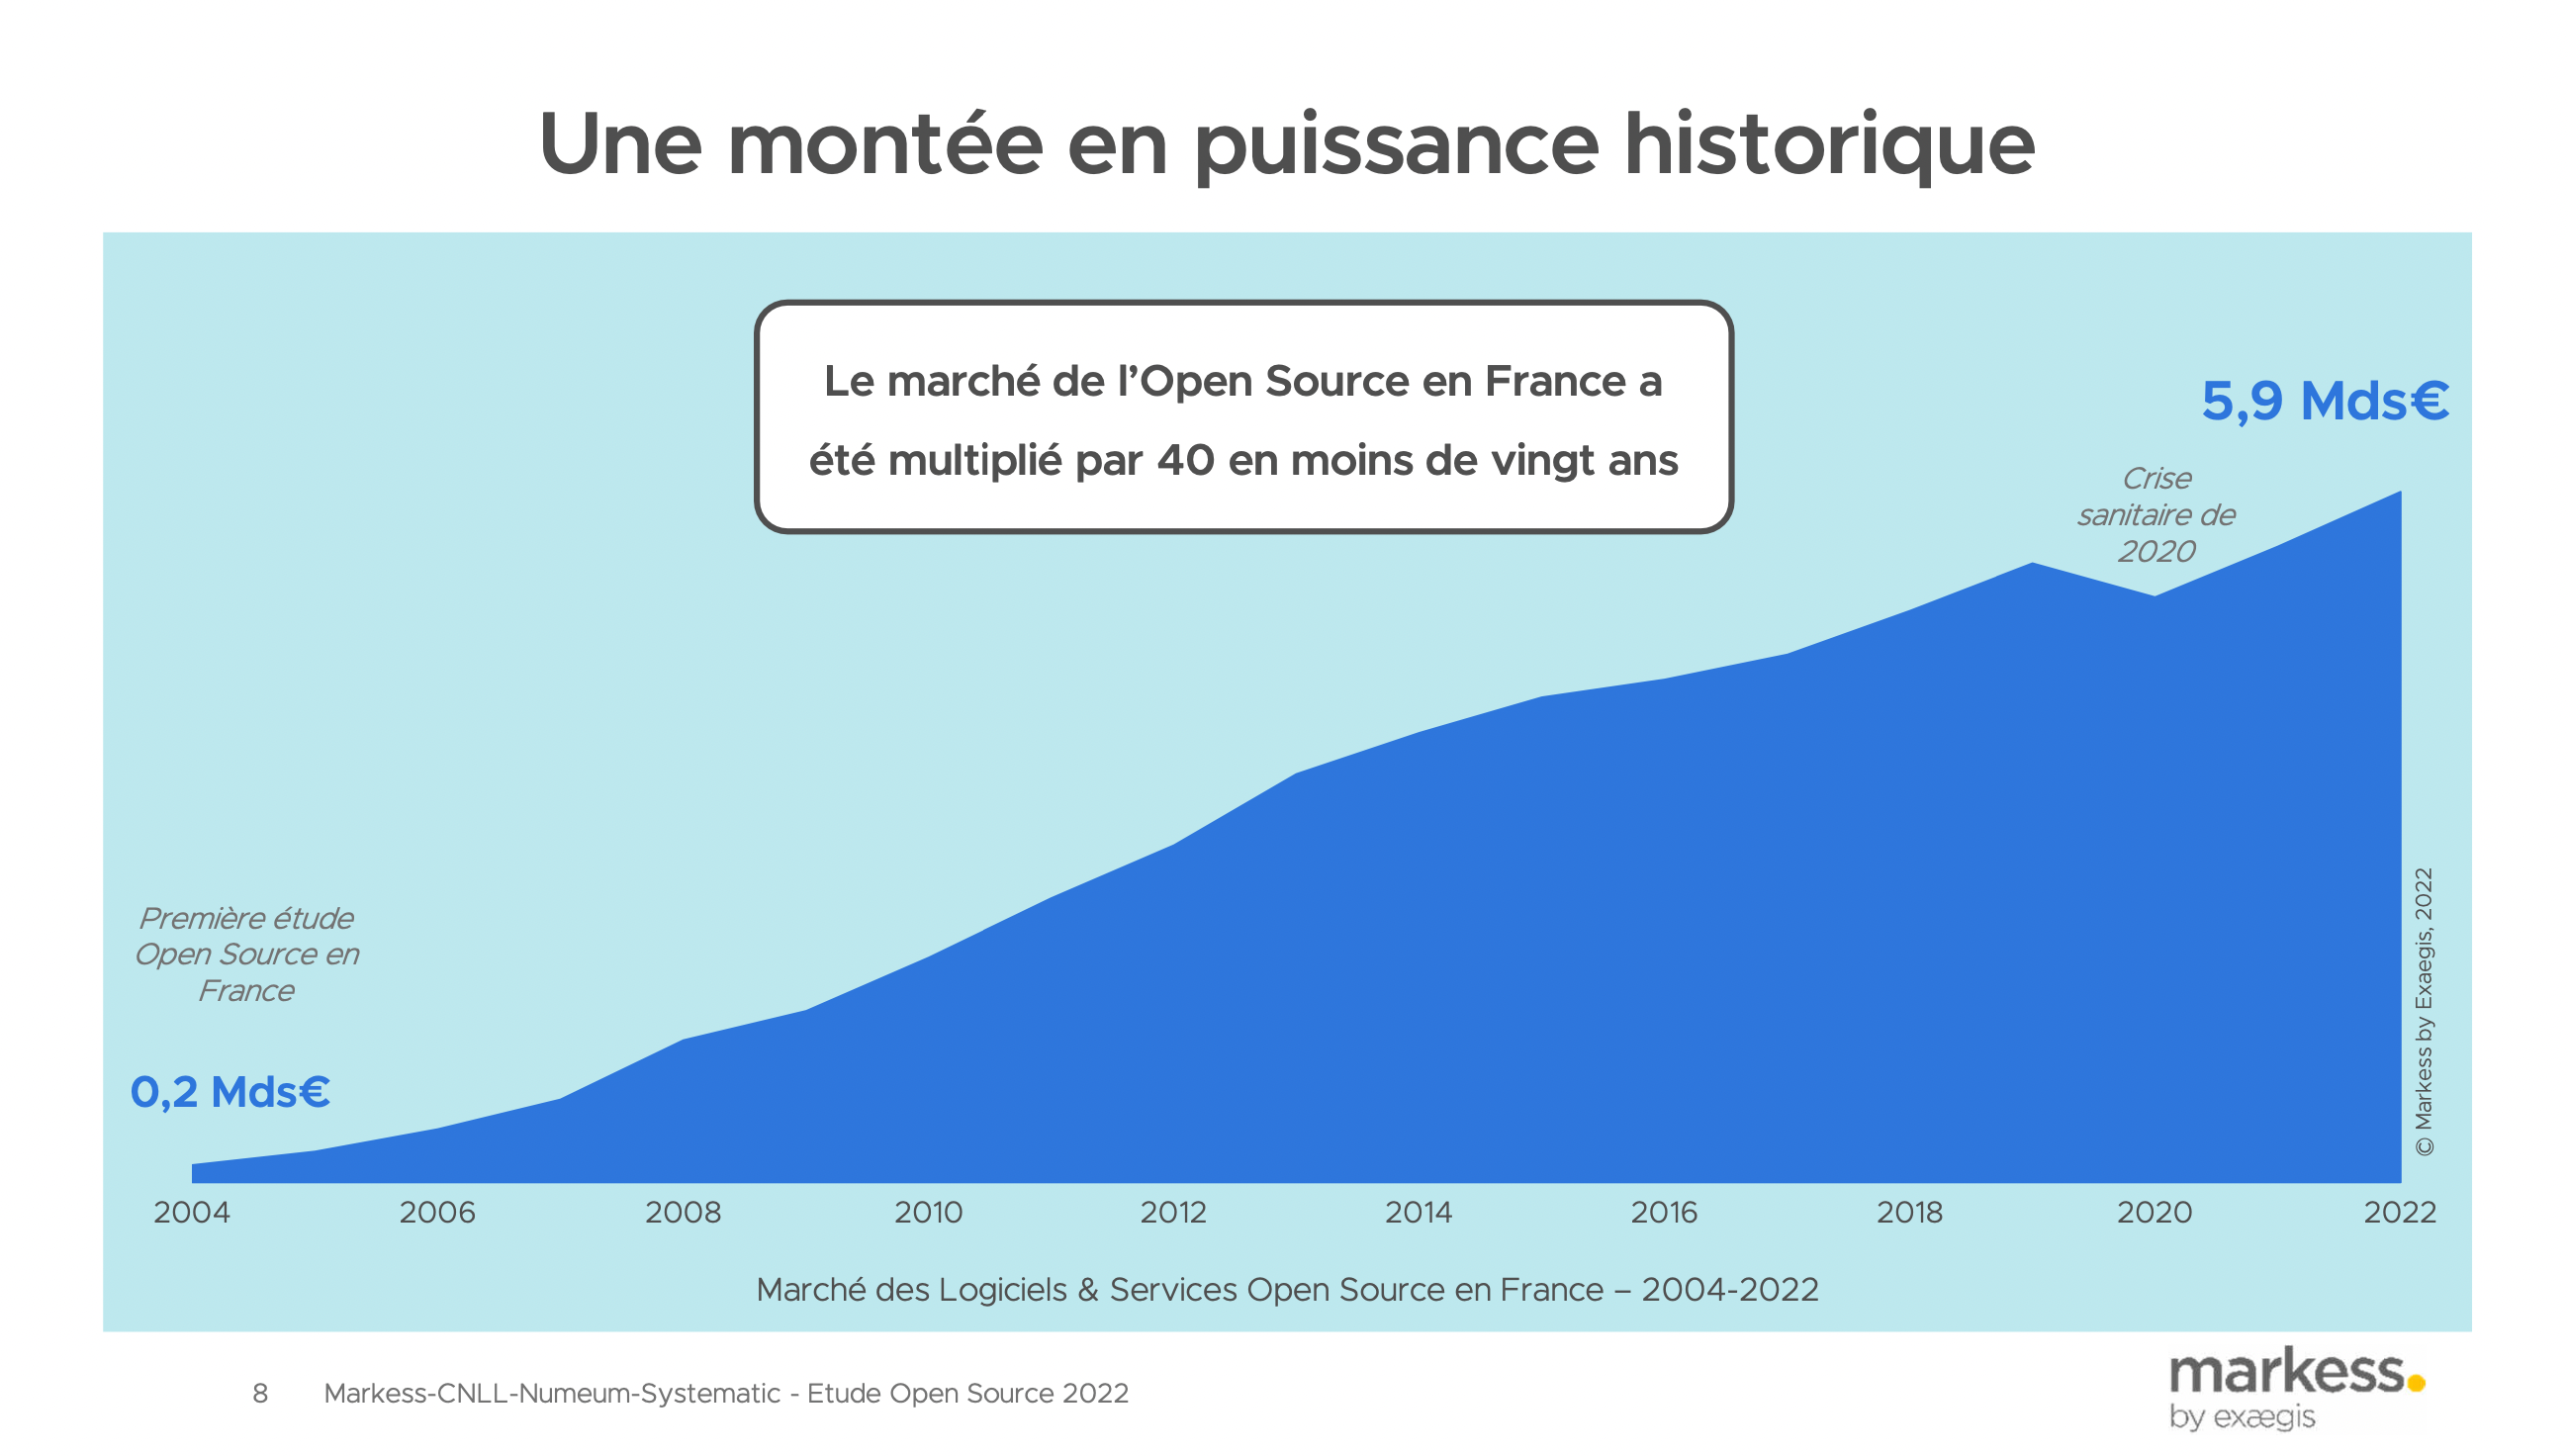 Une montée en puissance historique
Le marché de l’Open Source en France a
été multiplié par 40 en moins de vingt ans
5,9 Mds€
Crise
sanitaire de
2020
Première étude
Open Source en
France
0,2 Mds€
© Markess by Exaegis, 2022
2004 2006 2008 2010 2012 2014 2016 2018 2020 2022
Marché des Logiciels & Services Open Source en France – 2004-2022
8 Markess-CNLL-Numeum-Systematic - Etude Open Source 2022
markess.
by exægis